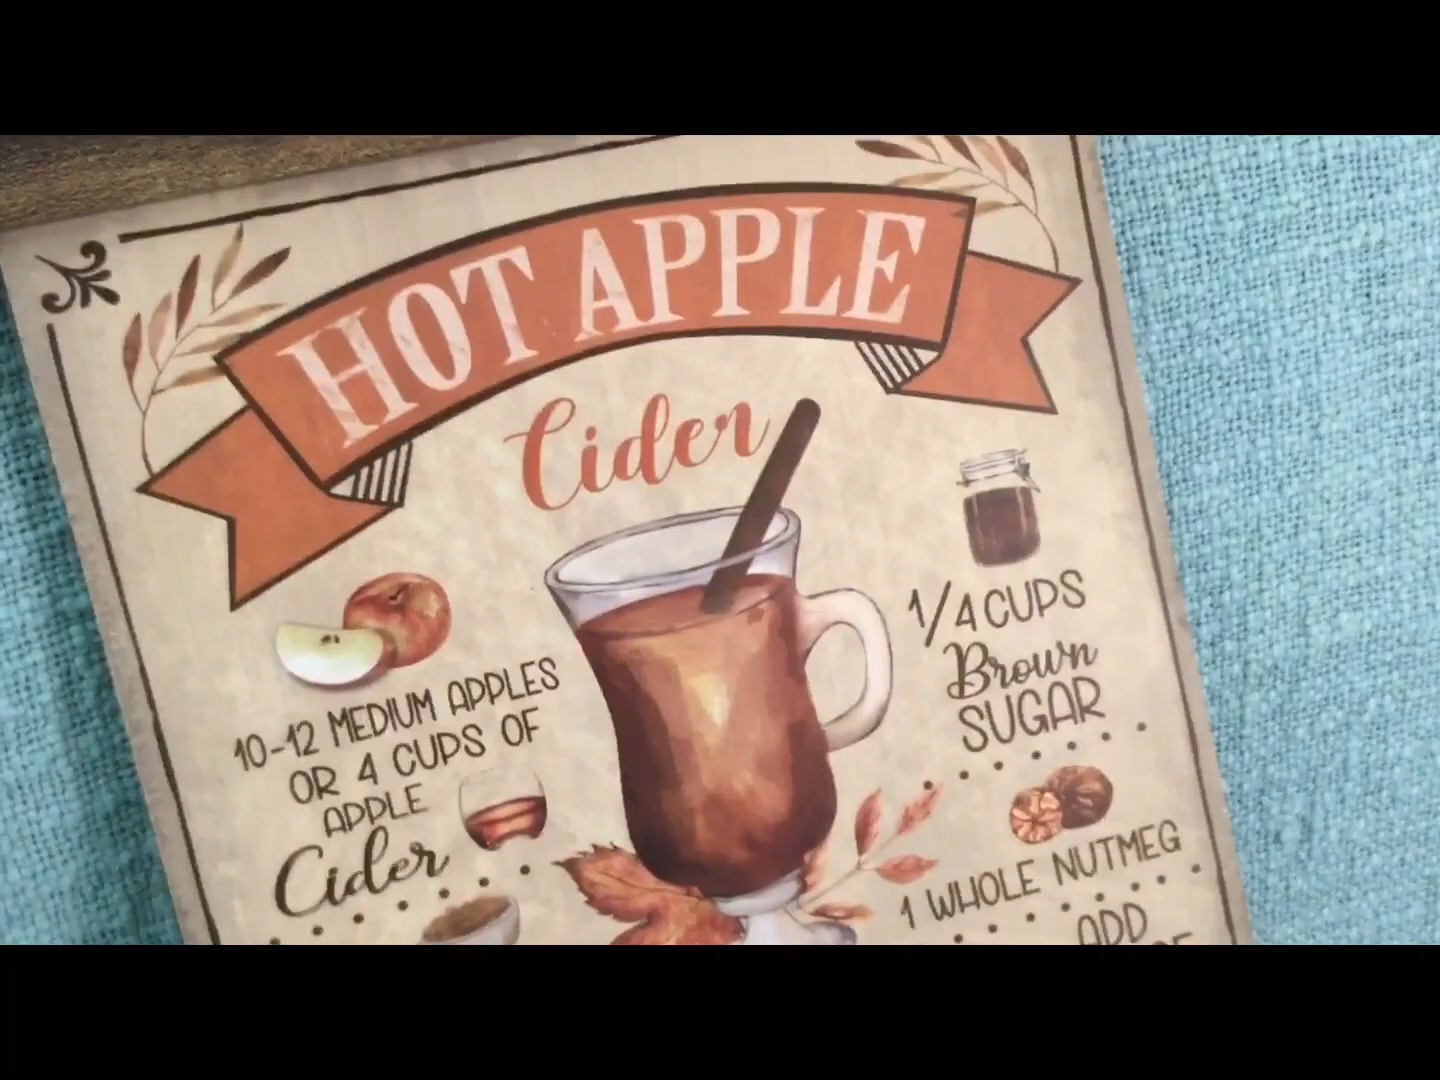 HOT APPLE
Cider
10-12 MEDIUM APPLES
OR 4 CUPS OF
APPLE
Cider
1/4 CUPS
Brown
SUGAR
1 WHOLE NUTMEG
ADD